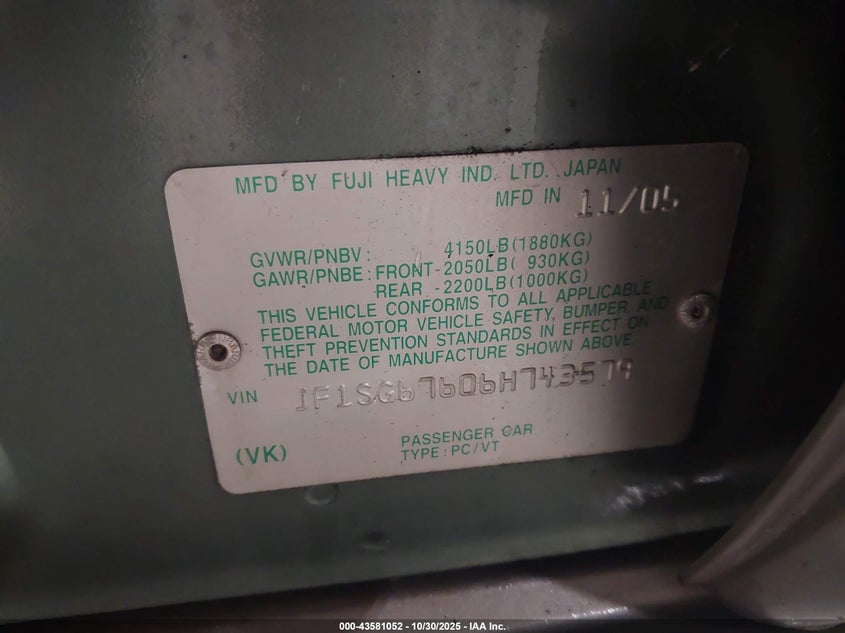 MFD BY FUJI HEAVY IND. LTD. JAPAN
MFD IN 11/05
GVWR/PNBV: 4150LB(1880KG)
GAWR/PNBE: FRONT-2050LB( 930KG)
REAR -2200LB(1000KG)
THIS VEHICLE CONFORMS TO ALL APPLICABLE
FEDERAL MOTOR VEHICLE SAFETY, BUMPER, AND
THEFT PREVENTION STANDARDS IN EFFECT ON
THE DATE OF MANUFACTURE SHOWN ABOVE.
VIN JF1SG67606H743579
(VK)
PASSENGER CAR
TYPE: PC/VT
000-43581052 - 10/30/2025 - IAA Inc.